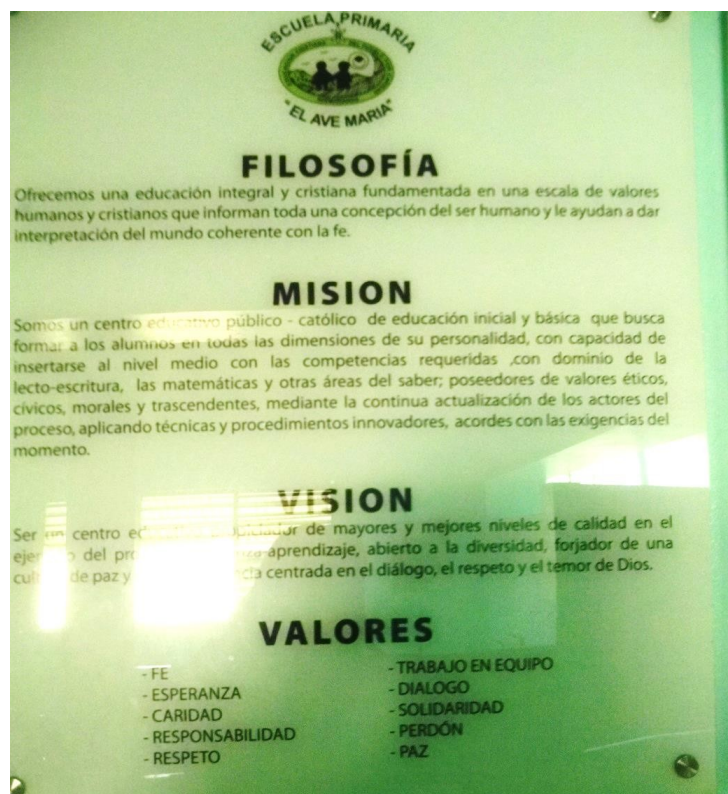 ESCUELA PRIMARIA
"EL AVE MARIA"
FILOSOFÍA
Ofrecemos una educación integral y cristiana fundamentada en una escala de valores
humanos y cristianos que informan toda una concepción del ser humano y le ayudan a dar
interpretación del mundo coherente con la fe.
MISION
Somos un centro educativo público - católico de educación inicial y básica que busca
formar a los alumnos en todas las dimensiones de su personalidad, con capacidad de
insertarse al nivel medio con las competencias requeridas ,con dominio de la
lecto-escritura, las matemáticas y otras áreas del saber; poseedores de valores éticos,
cívicos, morales y trascendentes, mediante la continua actualización de los actores del
proceso, aplicando técnicas y procedimientos innovadores, acordes con las exigencias del
momento.
VISION
Ser un centro de mayores y mejores niveles de calidad en el
del aprendizaje, abierto a la diversidad, forjador de una
de paz y centrada en el diálogo, el respeto y el temor de Dios.
VALORES
- FE
- ESPERANZA
- CARIDAD
- RESPONSABILIDAD
- RESPETO
- TRABAJO EN EQUIPO
- DIALOGO
- SOLIDARIDAD
- PERDÓN
- PAZ